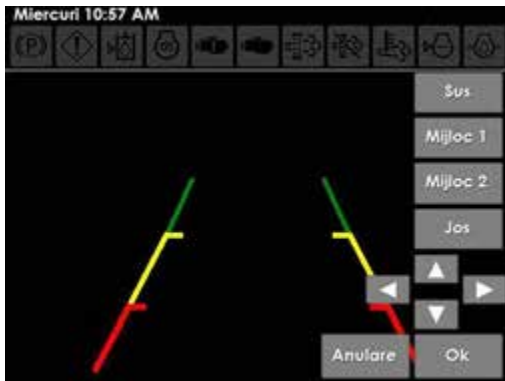 Miercuri 10:57 AM
(P)
Sus
Mijloc 1
Mijloc 2
Jos
Anulare
Ok